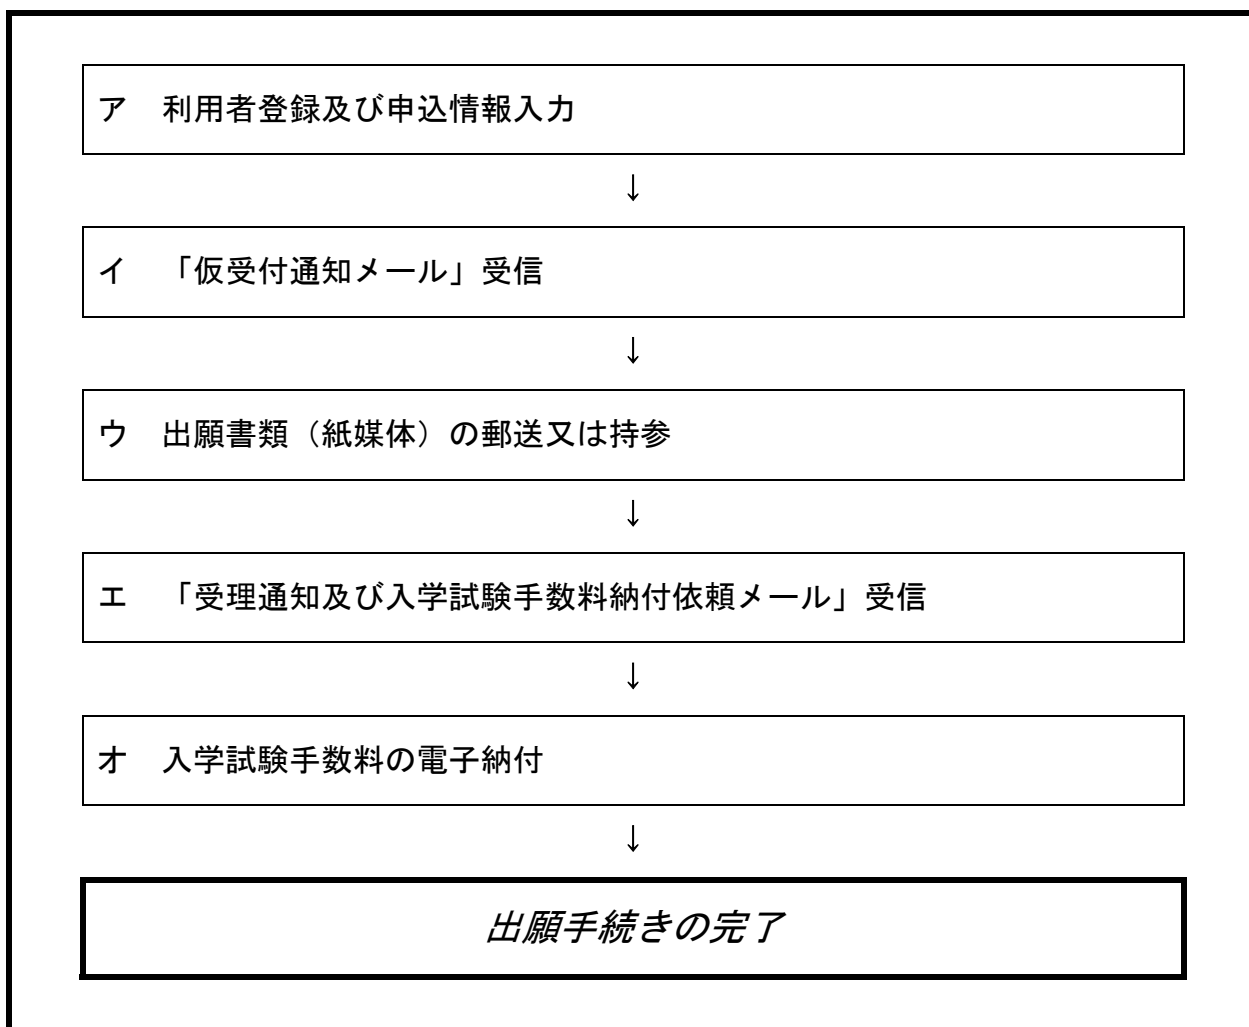 ア　利用者登録及び申込情報入力
↓
イ　「仮受付通知メール」受信
↓
ウ　出願書類（紙媒体）の郵送又は持参
↓
エ　「受理通知及び入学試験手数料納付依頼メール」受信
↓
オ　入学試験手数料の電子納付
↓
出願手続きの完了